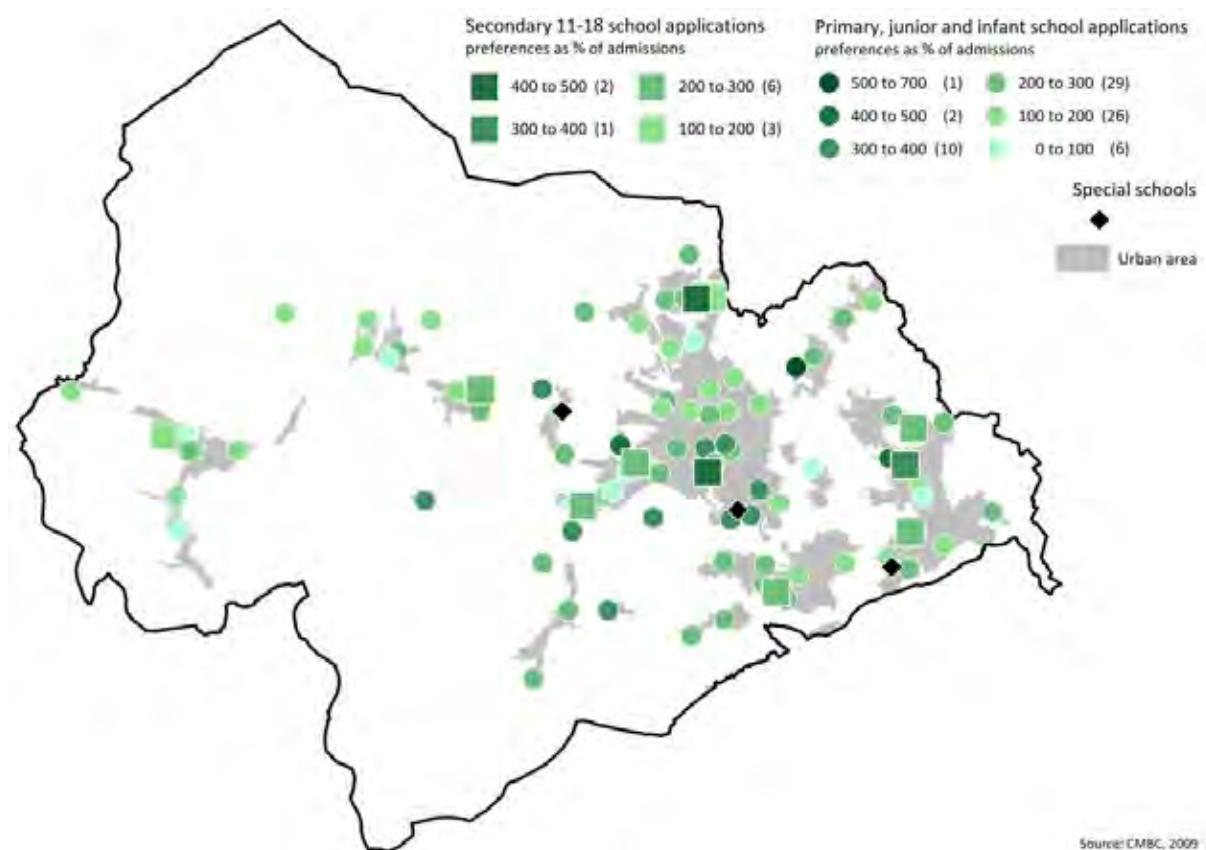 Secondary 11-18 school applications
preferences as % of admissions
400 to 500 (2)
200 to 300 (6)
300 to 400 (1)
100 to 200 (3)
Primary, junior and infant school applications
preferences as % of admissions
500 to 700 (1)
200 to 300 (29)
400 to 500 (2)
100 to 200 (26)
300 to 400 (10)
0 to 100 (6)
Special schools
Urban area
Source: CMBC, 2009